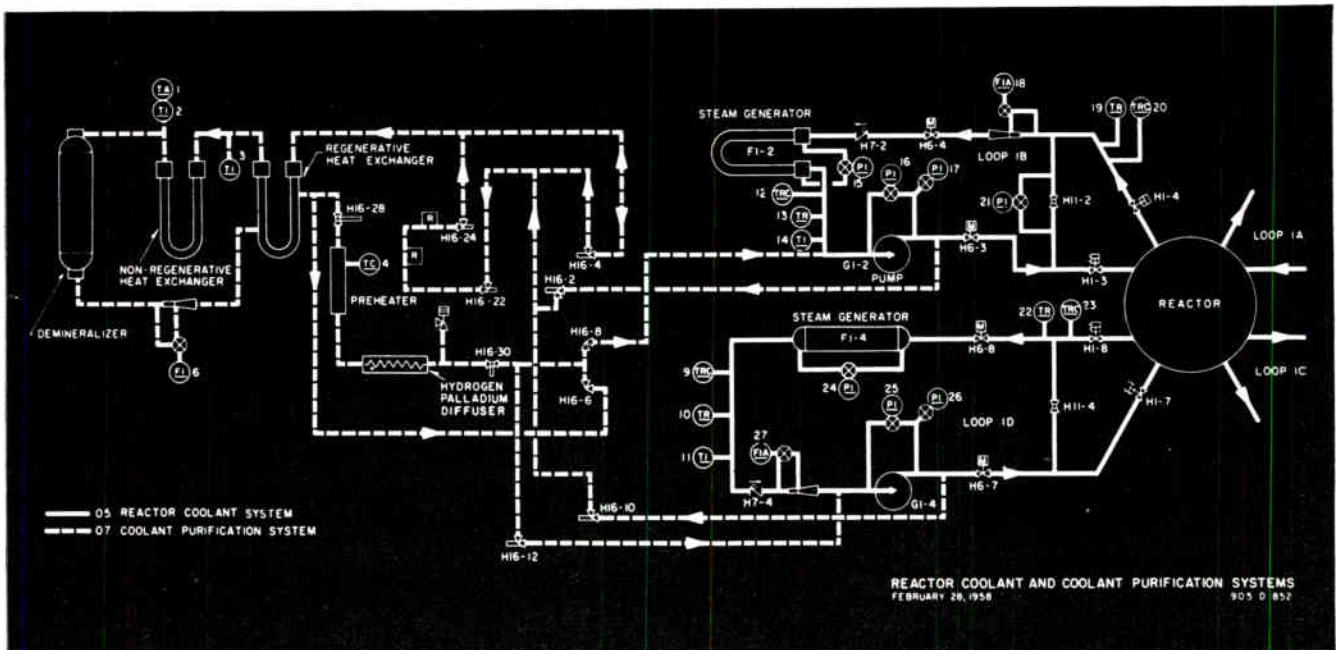 TA 1
TI 2
TI 3
REGENERATIVE
HEAT EXCHANGER
NON-REGENERATIVE
HEAT EXCHANGER
DEMINERALIZER
FI 6
H16-28
TC 4
PREHEATER
R
R
H16-24
H16-22
H16-4
H16-2
H16-8
H16-6
H16-30
HYDROGEN
PALLADIUM
DIFFUSER
H16-10
H16-12
STEAM GENERATOR
F1-2
H7-2
M
H6-4
FIA 18
LOOP 1B
19 TR
TRC 20
PI
15
16
PI
PI 17
12 TRC
13 TR
14 TI
G1-2
PUMP
M
H6-3
21 PI
H11-2
H1-4
H1-3
LOOP 1A
REACTOR
STEAM GENERATOR
F1-4
24 PI
M
H6-8
22 TR
TRC 23
H1-8
LOOP 1C
H1-7
H11-4
9 TRC
10 TR
11 TI
25
PI
PI 26
LOOP 1D
27
FIA
H7-4
G1-4
M
H6-7
05 REACTOR COOLANT SYSTEM
07 COOLANT PURIFICATION SYSTEM
REACTOR COOLANT AND COOLANT PURIFICATION SYSTEMS
FEBRUARY 28, 1958
905 D 852